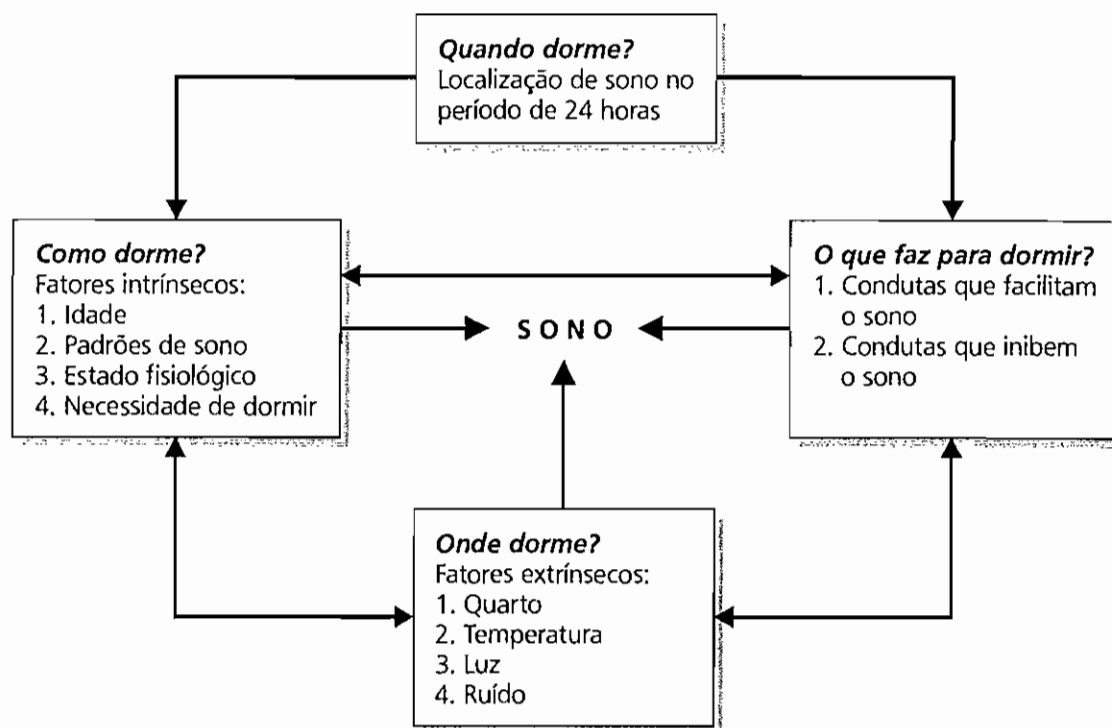 Quando dorme?
Localização de sono no
período de 24 horas
Como dorme?
Fatores intrínsecos:
1. Idade
2. Padrões de sono
3. Estado fisiológico
4. Necessidade de dormir
SONO
O que faz para dormir?
1. Condutas que facilitam
o sono
2. Condutas que inibem
o sono
Onde dorme?
Fatores extrínsecos:
1. Quarto
2. Temperatura
3. Luz
4. Ruído